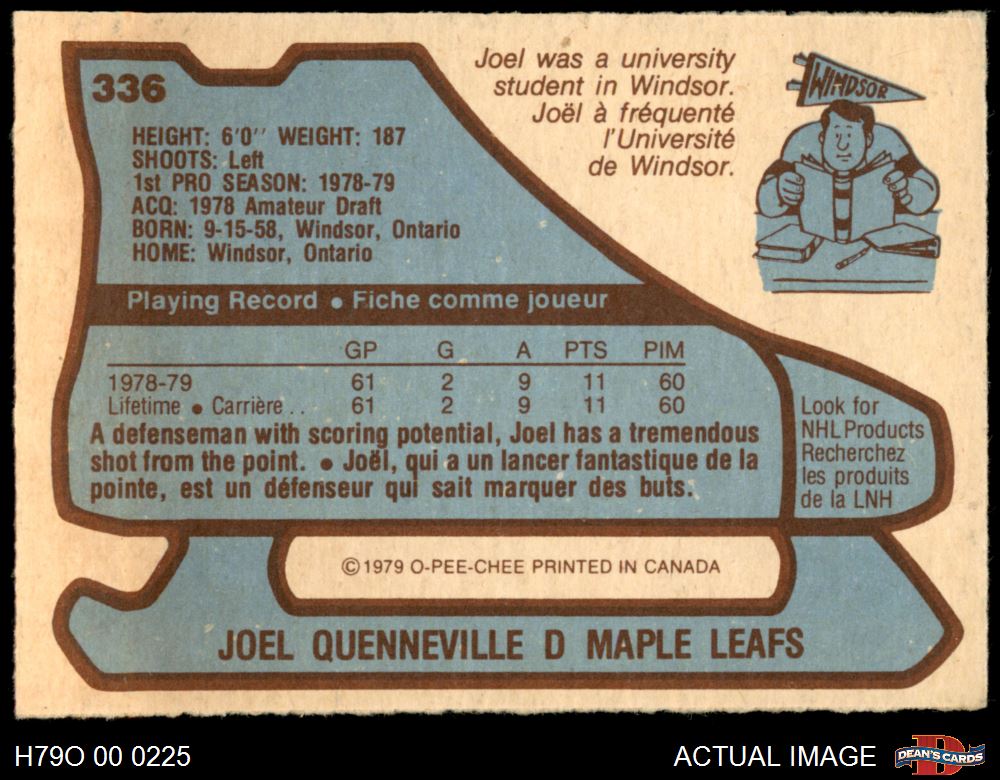 336
HEIGHT: 6'0" WEIGHT: 187
SHOOTS: Left
1st PRO SEASON: 1978-79
ACQ: 1978 Amateur Draft
BORN: 9-15-58, Windsor, Ontario
HOME: Windsor, Ontario
Joel was a university
student in Windsor.
Joël à fréquenté
l'Université
de Windsor.
WINDSOR
Playing Record • Fiche comme joueur
GP G A PTS PIM
1978-79 61 2 9 11 60
Lifetime • Carrière . . 61 2 9 11 60
A defenseman with scoring potential, Joel has a tremendous
shot from the point. • Joël, qui a un lancer fantastique de la
pointe, est un défenseur qui sait marquer des buts.
Look for
NHL Products
Recherchez
les produits
de la LNH
©1979 O-PEE-CHEE PRINTED IN CANADA
JOEL QUENNEVILLE D MAPLE LEAFS
H79O 00 0225
ACTUAL IMAGE
DEAN'S CARDS